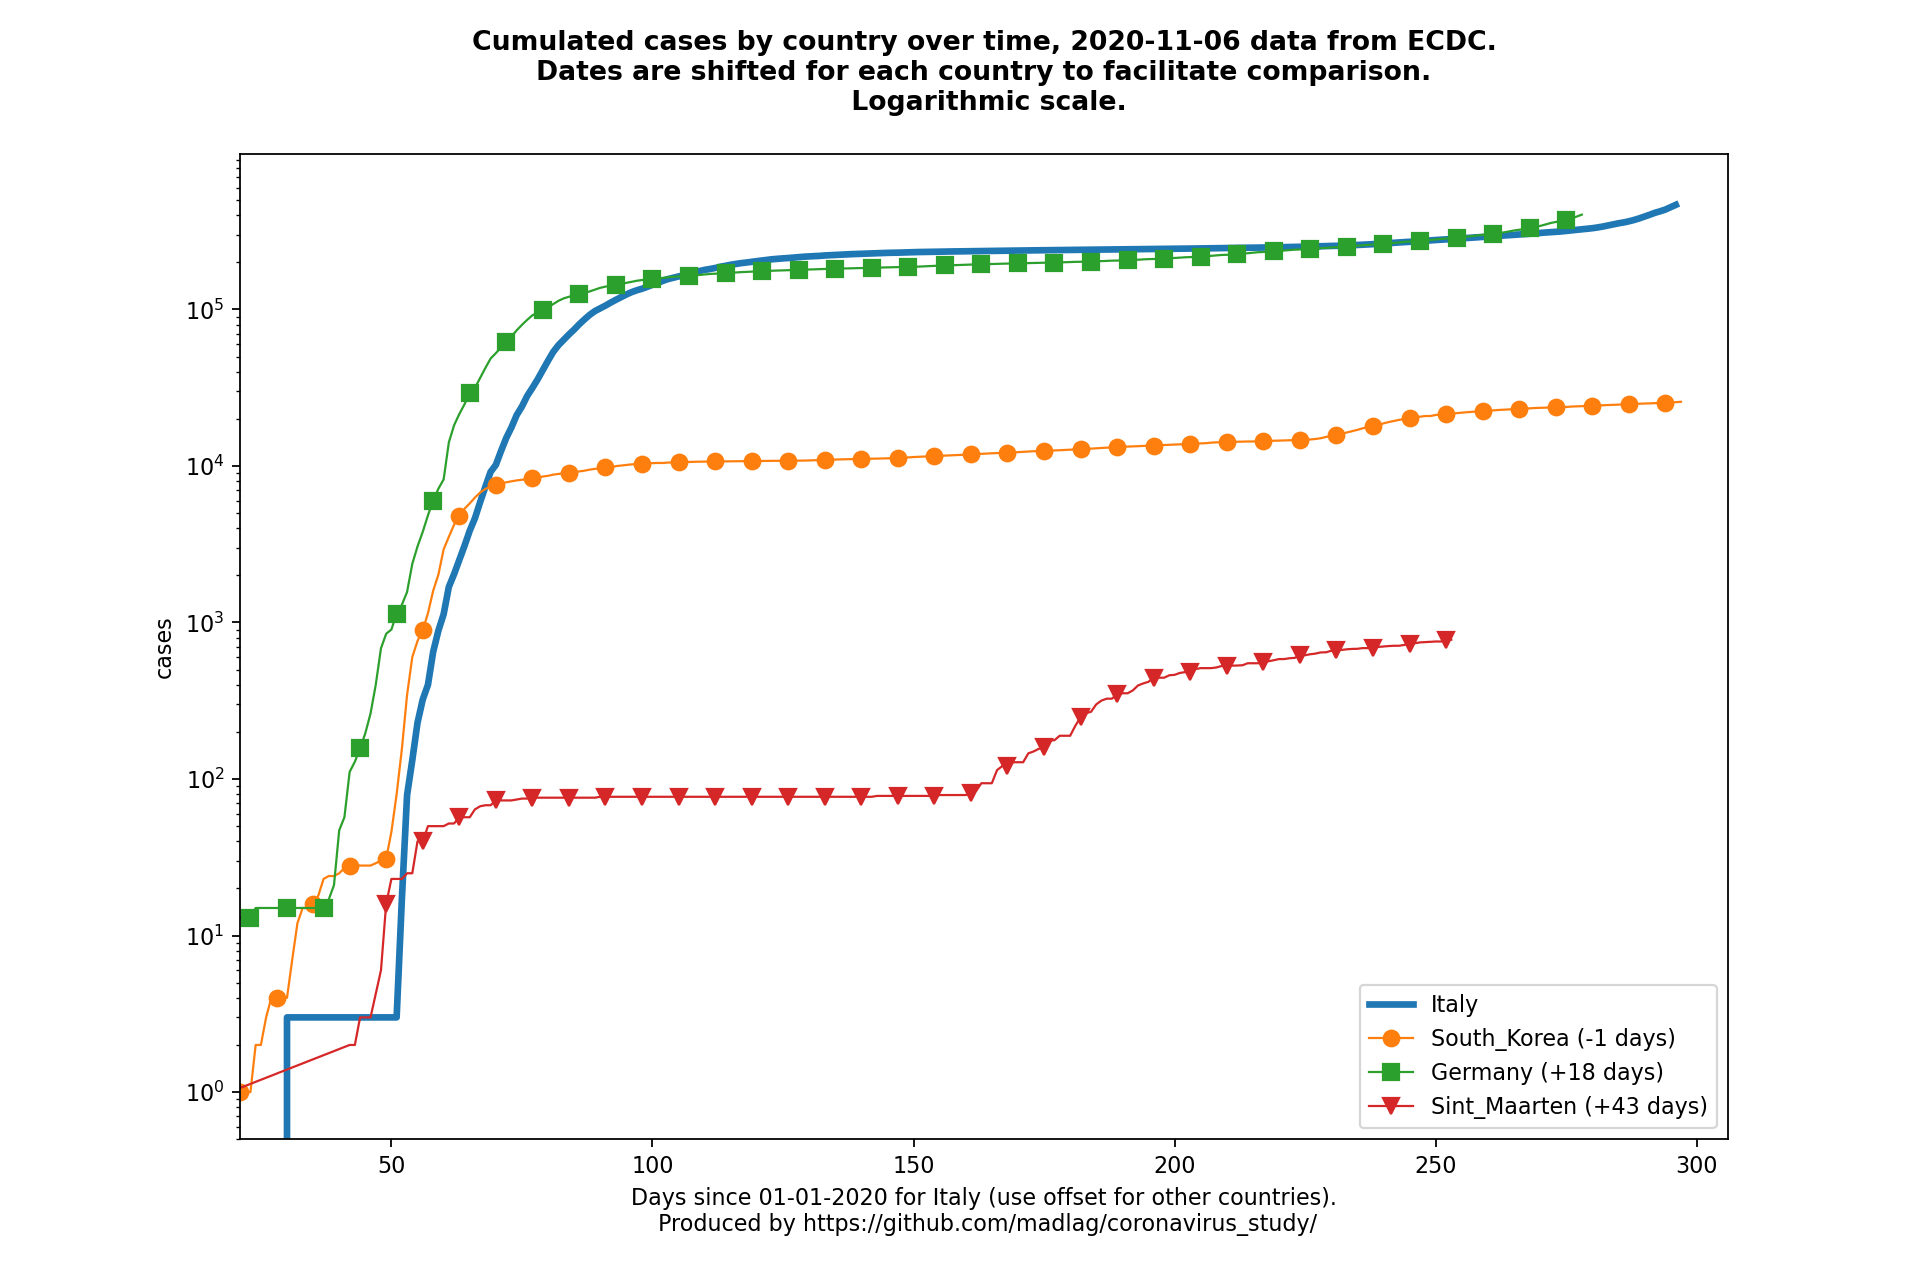 Cumulated cases by country over time, 2020-11-06 data from ECDC.
Dates are shifted for each country to facilitate comparison.
Logarithmic scale.
cases
10^5
10^4
10^3
10^2
10^1
10^0
50 100 150 200 250 300
Italy
South_Korea (-1 days)
Germany (+18 days)
Sint_Maarten (+43 days)
Days since 01-01-2020 for Italy (use offset for other countries).
Produced by https://github.com/madlag/coronavirus_study/